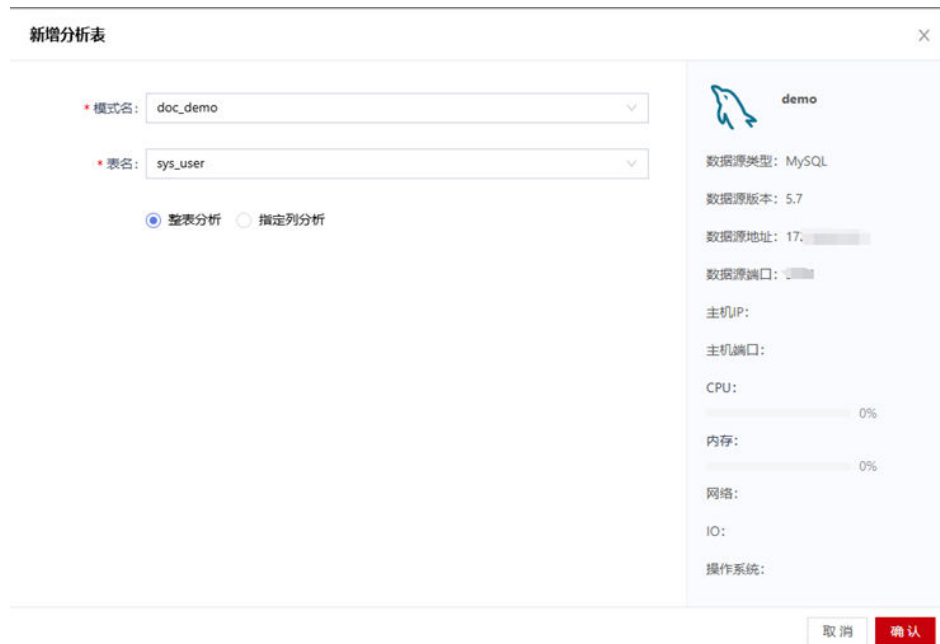 新增分析表
* 模式名： doc_demo
* 表名： sys_user
整表分析 指定列分析
demo
数据源类型： MySQL
数据源版本： 5.7
数据源地址： 17
数据源端口：
主机IP：
主机端口：
CPU：
0%
内存：
0%
网络：
IO：
操作系统：
取 消 确 认